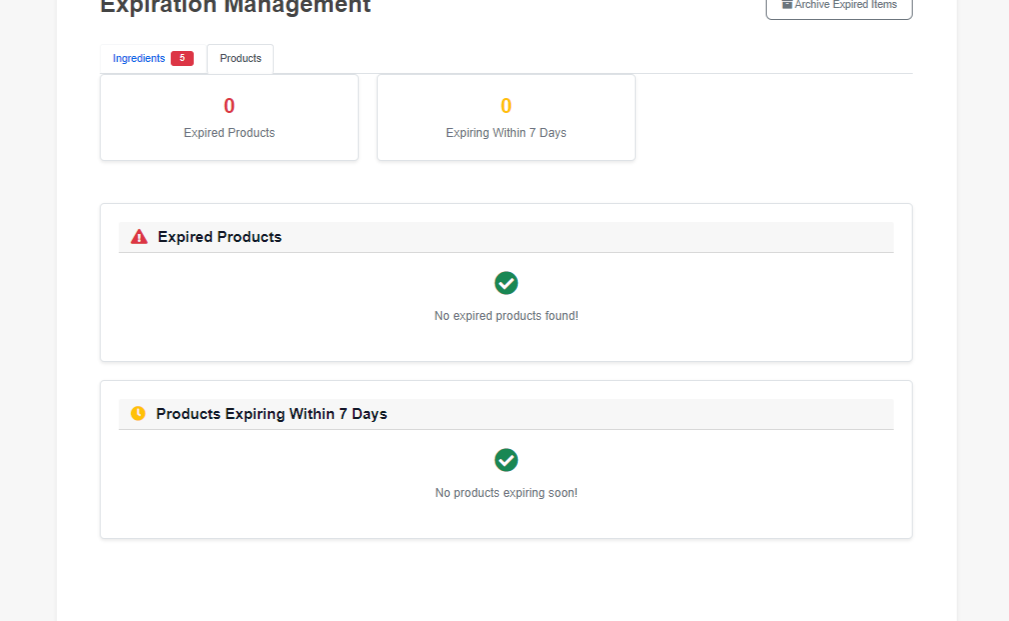 Expiration Management
Archive Expired Items
Ingredients 5
Products
0
Expired Products
0
Expiring Within 7 Days
Expired Products
No expired products found!
Products Expiring Within 7 Days
No products expiring soon!